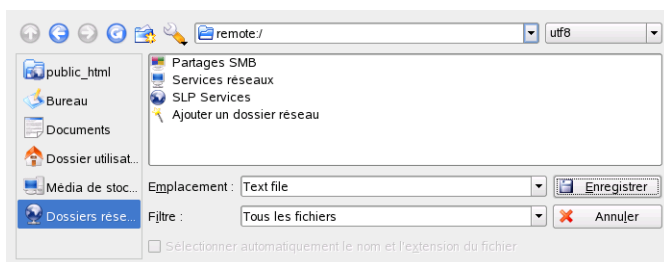 remote:/
utf8
public_html
Bureau
Documents
Dossier utilisat...
Média de stoc...
Dossiers rése...
Partages SMB
Services réseaux
SLP Services
Ajouter un dossier réseau
Emplacement : Text file
Enregistrer
Filtre : Tous les fichiers
Annuler
Sélectionner automatiquement le nom et l'extension du fichier